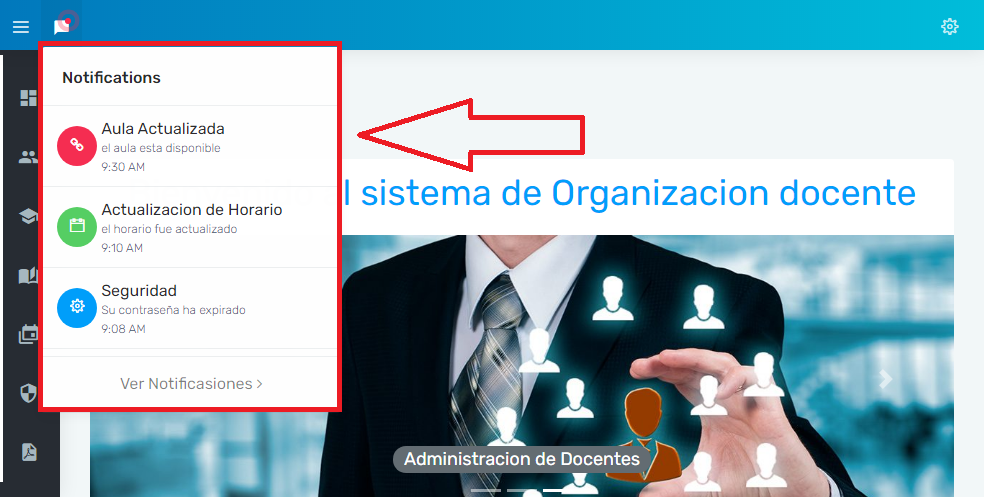 Notifications
Aula Actualizada
el aula esta disponible
9:30 AM
Actualizacion de Horario
el horario fue actualizado
9:10 AM
Seguridad
Su contraseña ha expirado
9:08 AM
Ver Notificasiones
l sistema de Organizacion docente
Administracion de Docentes